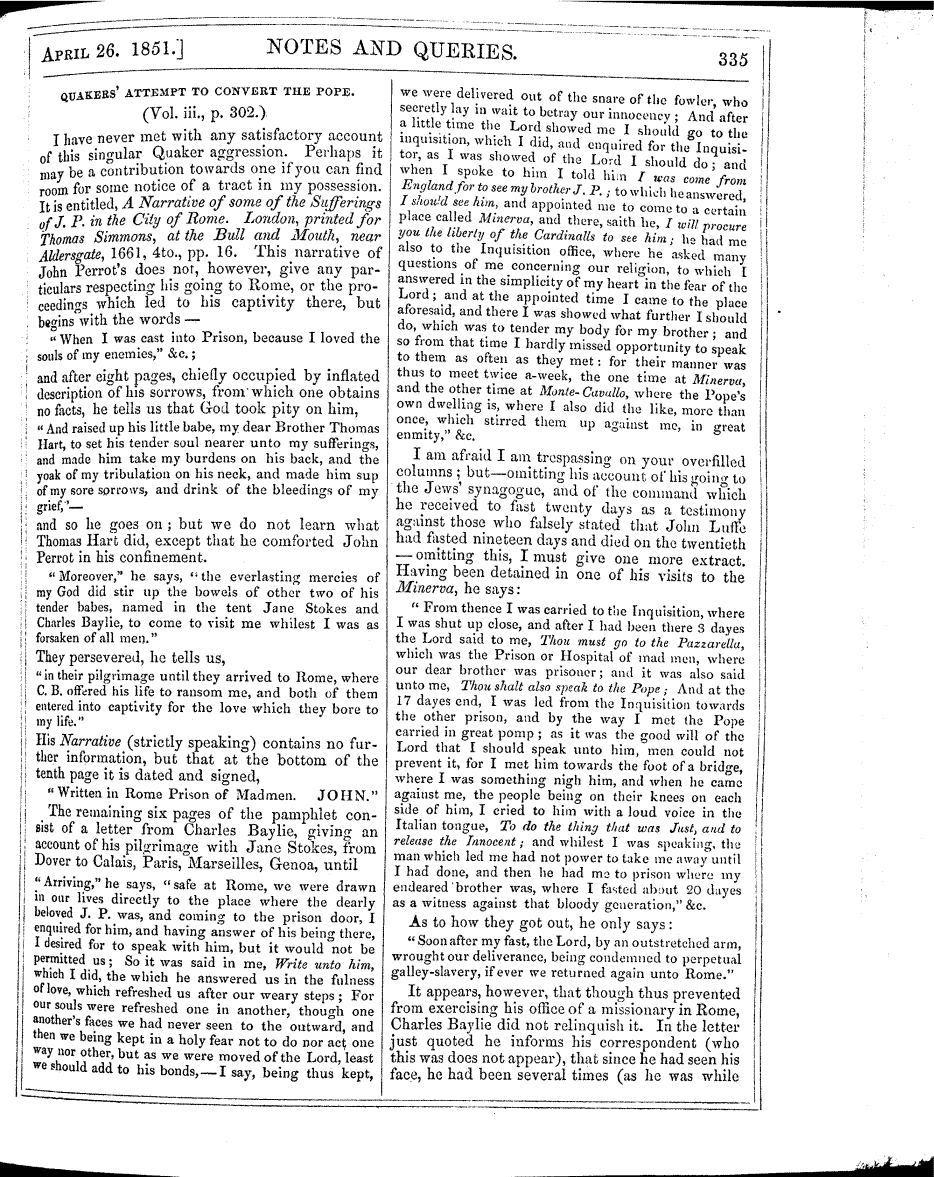 APRIL 26. 1851.] NOTES AND QUERIES. 335
QUAKERS' ATTEMPT TO CONVERT THE POPE.
(Vol. iii., p. 302.)
I have never met with any satisfactory account
of this singular Quaker aggression. Perhaps it
may be a contribution towards one if you can find
room for some notice of a tract in my possession.
It is entitled, A Narrative of some of the Sufferings
of J. P. in the City of Rome. London, printed for
Thomas Simmons, at the Bull and Mouth, near
Aldersgate, 1661, 4to., pp. 16. This narrative of
John Perrot's does not, however, give any par-
ticulars respecting his going to Rome, or the pro-
ceedings which led to his captivity there, but
begins with the words —
"When I was cast into Prison, because I loved the
souls of my enemies," &c.;
and after eight pages, chiefly occupied by inflated
description of his sorrows, from which one obtains
no facts, he tells us that God took pity on him,
"And raised up his little babe, my dear Brother Thomas
Hart, to set his tender soul nearer unto my sufferings,
and made him take my burdens on his back, and the
yoak of my tribulation on his neck, and made him sup
of my sore sorrows, and drink of the bleedings of my
grief,"—
and so he goes on; but we do not learn what
Thomas Hart did, except that he comforted John
Perrot in his confinement.
"Moreover," he says, "the everlasting mercies of
my God did stir up the bowels of other two of his
tender babes, named in the tent Jane Stokes and
Charles Baylie, to come to visit me whilest I was as
forsaken of all men."
They persevered, he tells us,
"in their pilgrimage until they arrived to Rome, where
C. B. offered his life to ransom me, and both of them
entered into captivity for the love which they bore to
my life."
His Narrative (strictly speaking) contains no fur-
ther information, but that at the bottom of the
tenth page it is dated and signed,
"Written in Rome Prison of Madmen. JOHN."
The remaining six pages of the pamphlet con-
sist of a letter from Charles Baylie, giving an
account of his pilgrimage with Jane Stokes, from
Dover to Calais, Paris, Marseilles, Genoa, until
"Arriving," he says, "safe at Rome, we were drawn
in our lives directly to the place where the dearly
beloved J. P. was, and coming to the prison door, I
enquired for him, and having answer of his being there,
I desired for to speak with him, but it would not be
permitted us; So it was said in me, Write unto him,
which I did, the which he answered us in the fulness
of love, which refreshed us after our weary steps; For
our souls were refreshed one in another, though one
another's faces we had never seen to the outward, and
then we being kept in a holy fear not to do nor act one
way nor other, but as we were moved of the Lord, least
we should add to his bonds,—I say, being thus kept,
we were delivered out of the snare of the fowler, who
secretly lay in wait to betray our innocency; And after
a little time the Lord showed me I should go to the
inquisition, which I did, and enquired for the Inquisi-
tor, as I was showed of the Lord I should do; and
when I spoke to him I told him I was come from
England for to see my brother J. P.; to which he answered,
I should see him, and appointed me to come to a certain
place called Minerva, and there, saith he, I will procure
you the liberty of the Cardinalls to see him; he had me
also to the Inquisition office, where he asked many
questions of me concerning our religion, to which I
answered in the simplicity of my heart in the fear of the
Lord; and at the appointed time I came to the place
aforesaid, and there I was showed what further I should
do, which was to tender my body for my brother; and
so from that time I hardly missed opportunity to speak
to them as often as they met: for their manner was
thus to meet twice a-week, the one time at Minerva,
and the other time at Monte-Cavallo, where the Pope's
own dwelling is, where I also did the like, more than
once, which stirred them up against me, in great
enmity," &c.
I am afraid I am trespassing on your overfilled
columns; but—omitting his account of his going to
the Jews' synagogue, and of the command which
he received to fast twenty days as a testimony
against those who falsely stated that John Luffe
had fasted nineteen days and died on the twentieth
—omitting this, I must give one more extract.
Having been detained in one of his visits to the
Minerva, he says:
"From thence I was carried to the Inquisition, where
I was shut up close, and after I had been there 3 dayes
the Lord said to me, Thou must go to the Pazzarella,
which was the Prison or Hospital of mad men, where
our dear brother was prisoner; and it was also said
unto me, Thou shalt also speak to the Pope; And at the
17 dayes end, I was led from the Inquisition towards
the other prison, and by the way I met the Pope
carried in great pomp; as it was the good will of the
Lord that I should speak unto him, men could not
prevent it, for I met him towards the foot of a bridge,
where I was something nigh him, and when he came
against me, the people being on their knees on each
side of him, I cried to him with a loud voice in the
Italian tongue, To do the thing that was Just, and to
release the Innocent; and whilest I was speaking, the
man which led me had not power to take me away until
I had done, and then he had me to prison where my
endeared brother was, where I fasted about 20 dayes
as a witness against that bloody generation," &c.
As to how they got out, he only says:
"Soon after my fast, the Lord, by an outstretched arm,
wrought our deliverance, being condemned to perpetual
galley-slavery, if ever we returned again unto Rome."
It appears, however, that though thus prevented
from exercising his office of a missionary in Rome,
Charles Baylie did not relinquish it. In the letter
just quoted he informs his correspondent (who
this was does not appear), that since he had seen his
face, he had been several times (as he was while